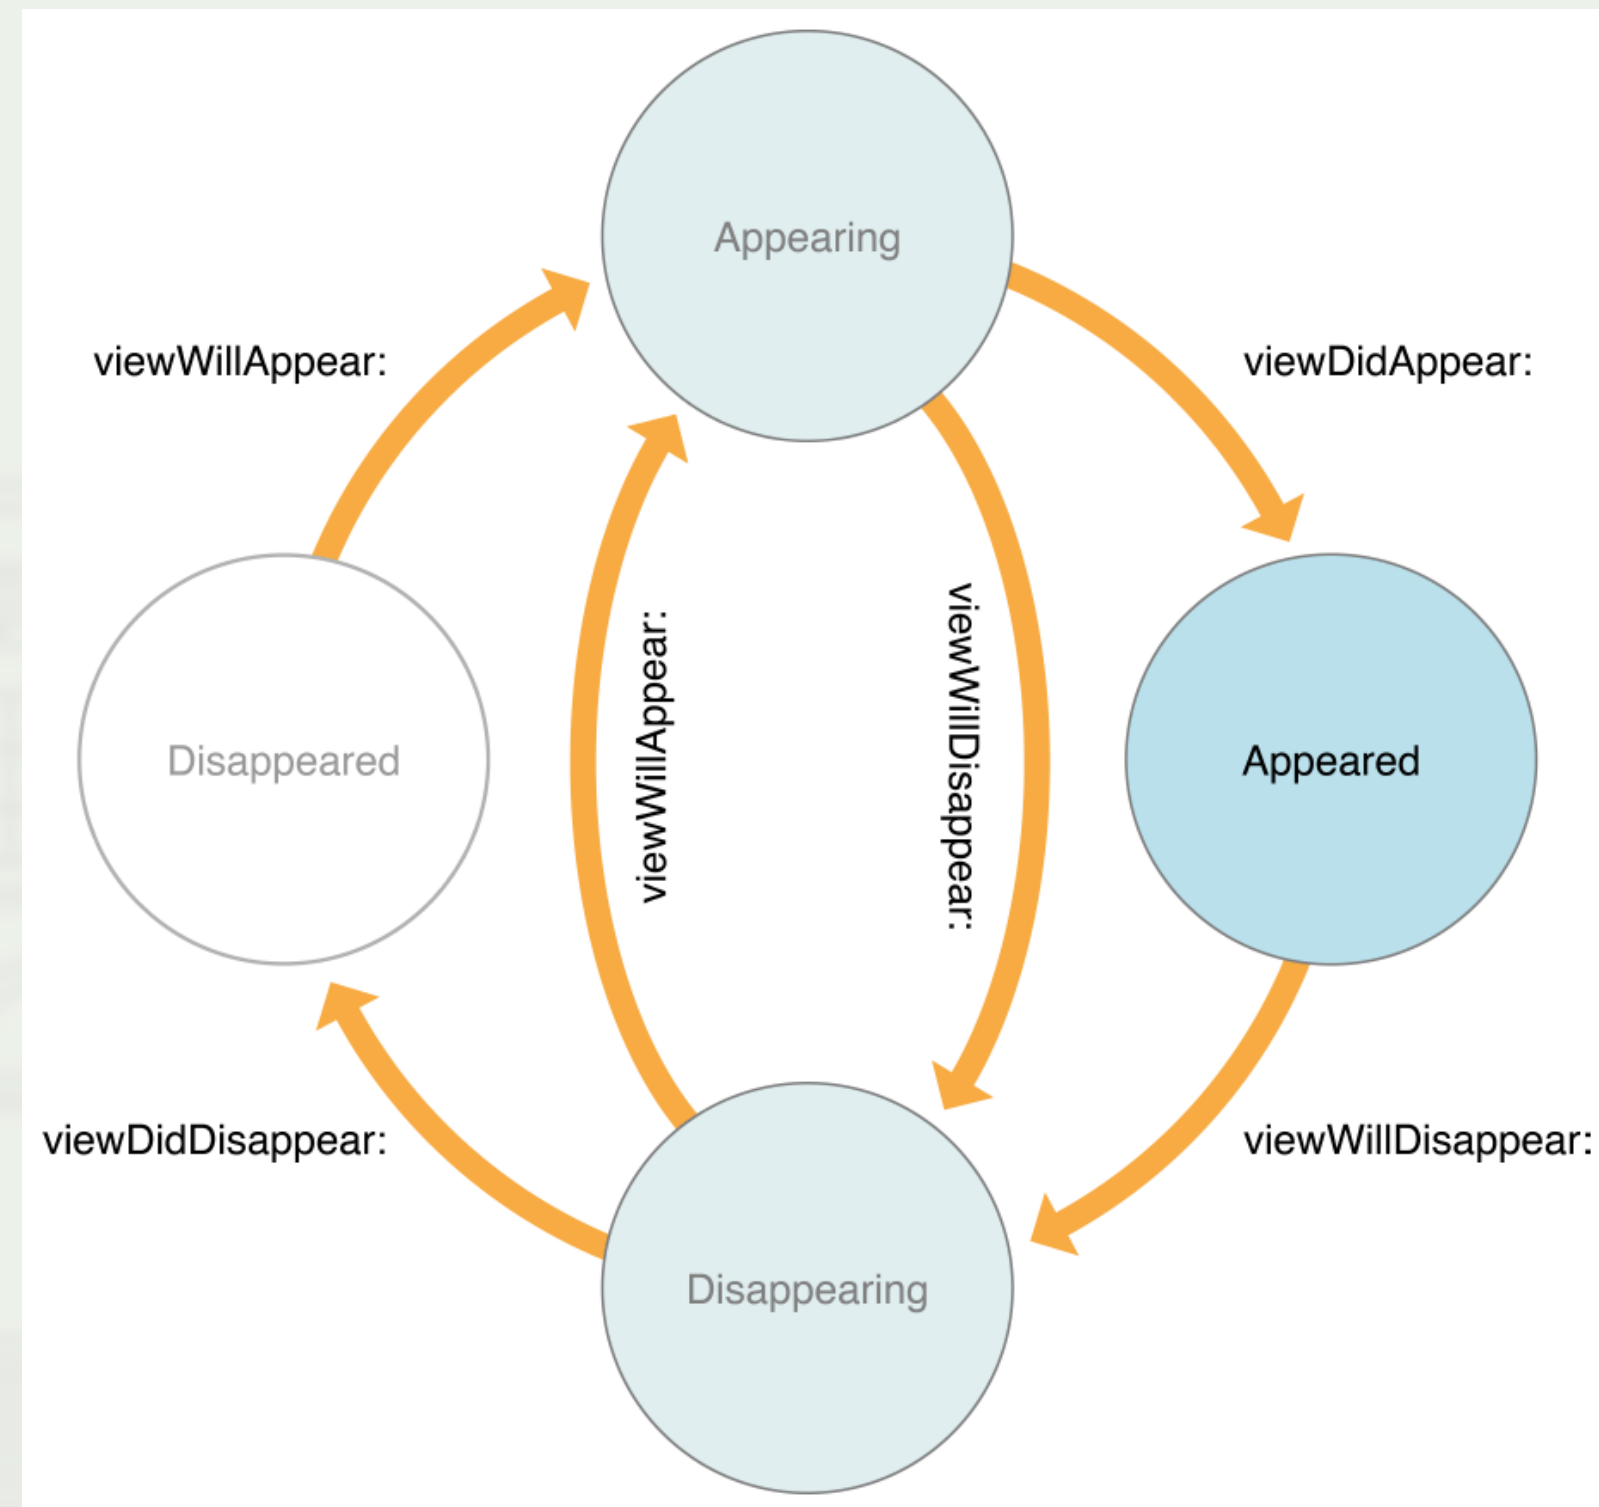 Appearing
viewWillAppear:
viewDidAppear:
viewWillAppear:
viewWillDisappear:
Disappeared
Appeared
viewDidDisappear:
viewWillDisappear:
Disappearing